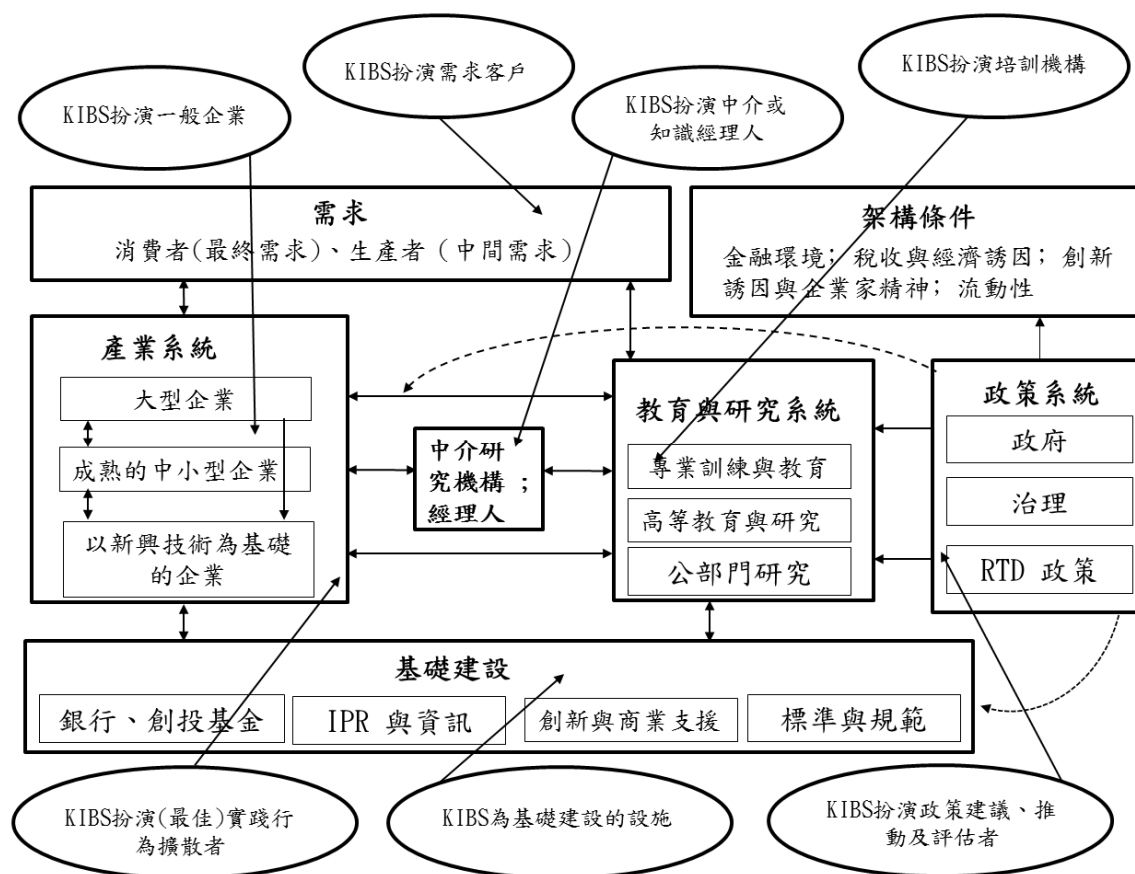 KIBS扮演需求客戶
KIBS扮演培訓機構
KIBS扮演一般企業
KIBS扮演中介或
知識經理人
需求
消費者(最終需求)、生產者 (中間需求)
架構條件
金融環境; 稅收與經濟誘因; 創新
誘因與企業家精神; 流動性
產業系統
大型企業
成熟的中小型企業
以新興技術為基礎
的企業
中介研
究機構 ;
經理人
教育與研究系統
專業訓練與教育
高等教育與研究
公部門研究
政策系統
政府
治理
RTD 政策
基礎建設
銀行、創投基金
IPR 與資訊
創新與商業支援
標準與規範
KIBS扮演(最佳)實踐行
為擴散者
KIBS為基礎建設的設施
KIBS扮演政策建議、推
動及評估者